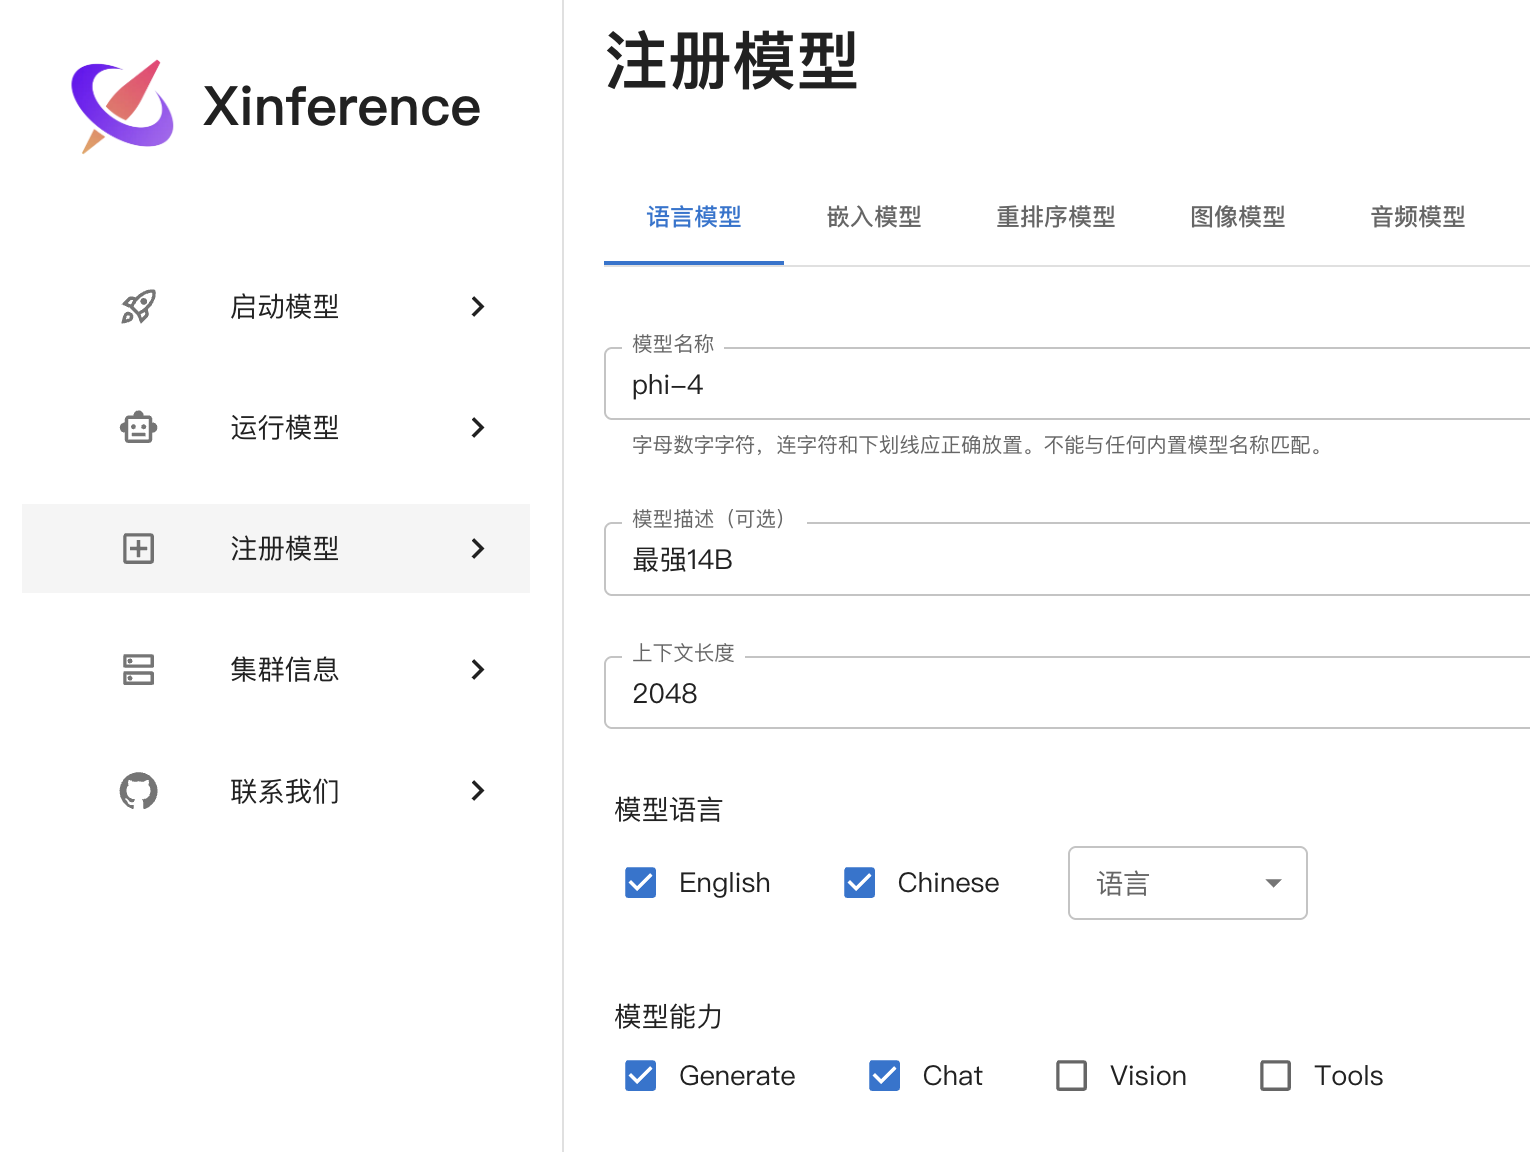 Xinference
启动模型
运行模型
注册模型
集群信息
联系我们
注册模型
语言模型 嵌入模型 重排序模型 图像模型 音频模型
模型名称
phi-4
字母数字字符，连字符和下划线应正确放置。不能与任何内置模型名称匹配。
模型描述（可选）
最强14B
上下文长度
2048
模型语言
English Chinese 语言
模型能力
Generate Chat Vision Tools